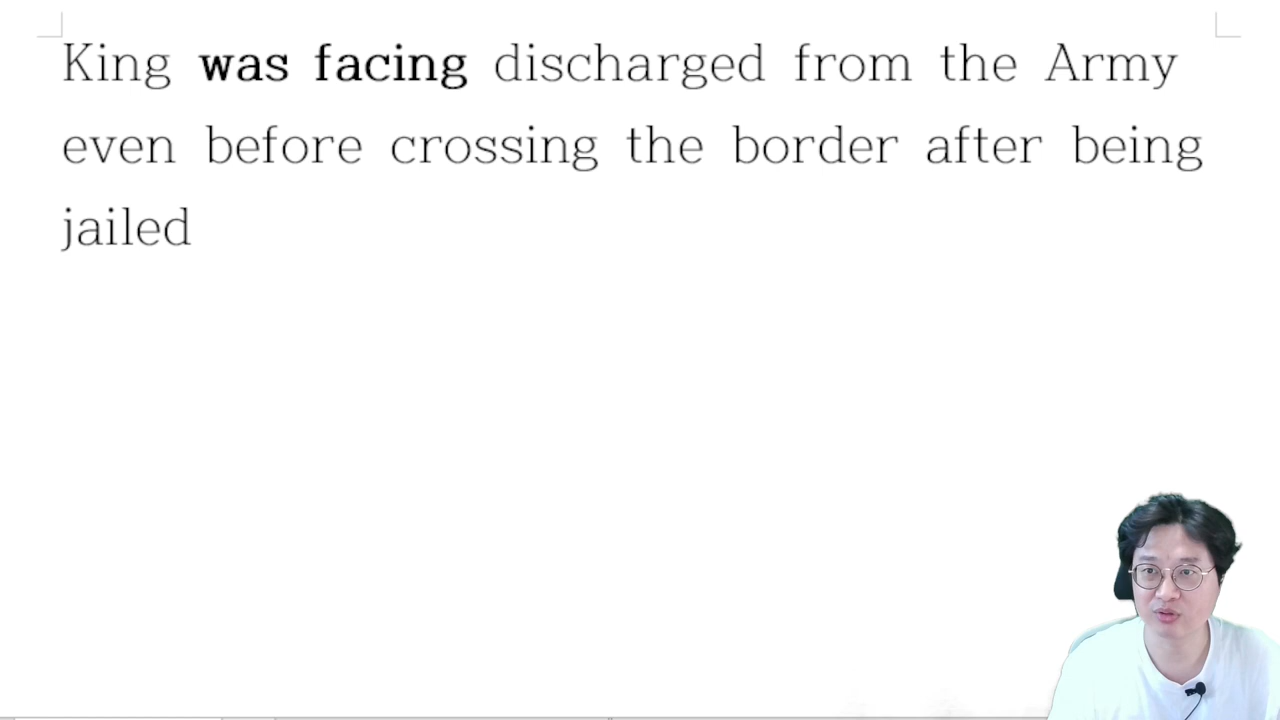 King was facing discharged from the Army
even before crossing the border after being
jailed